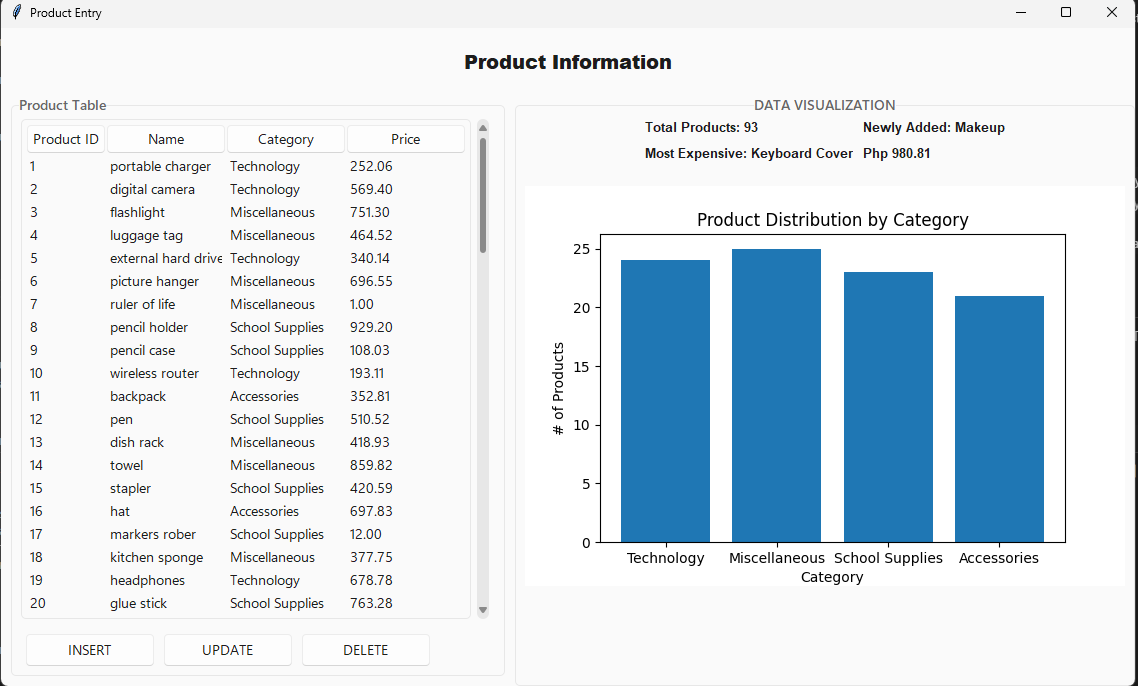 Product Entry
Product Information
Product Table
Product ID Name Category Price
1 portable charger Technology 252.06
2 digital camera Technology 569.40
3 flashlight Miscellaneous 751.30
4 luggage tag Miscellaneous 464.52
5 external hard drive Technology 340.14
6 picture hanger Miscellaneous 696.55
7 ruler of life Miscellaneous 1.00
8 pencil holder School Supplies 929.20
9 pencil case School Supplies 108.03
10 wireless router Technology 193.11
11 backpack Accessories 352.81
12 pen School Supplies 510.52
13 dish rack Miscellaneous 418.93
14 towel Miscellaneous 859.82
15 stapler School Supplies 420.59
16 hat Accessories 697.83
17 markers rober School Supplies 12.00
18 kitchen sponge Miscellaneous 377.75
19 headphones Technology 678.78
20 glue stick School Supplies 763.28
INSERT UPDATE DELETE
DATA VISUALIZATION
Total Products: 93 Newly Added: Makeup
Most Expensive: Keyboard Cover Php 980.81
Product Distribution by Category
# of Products
25
20
15
10
5
0
Technology Miscellaneous School Supplies Accessories
Category